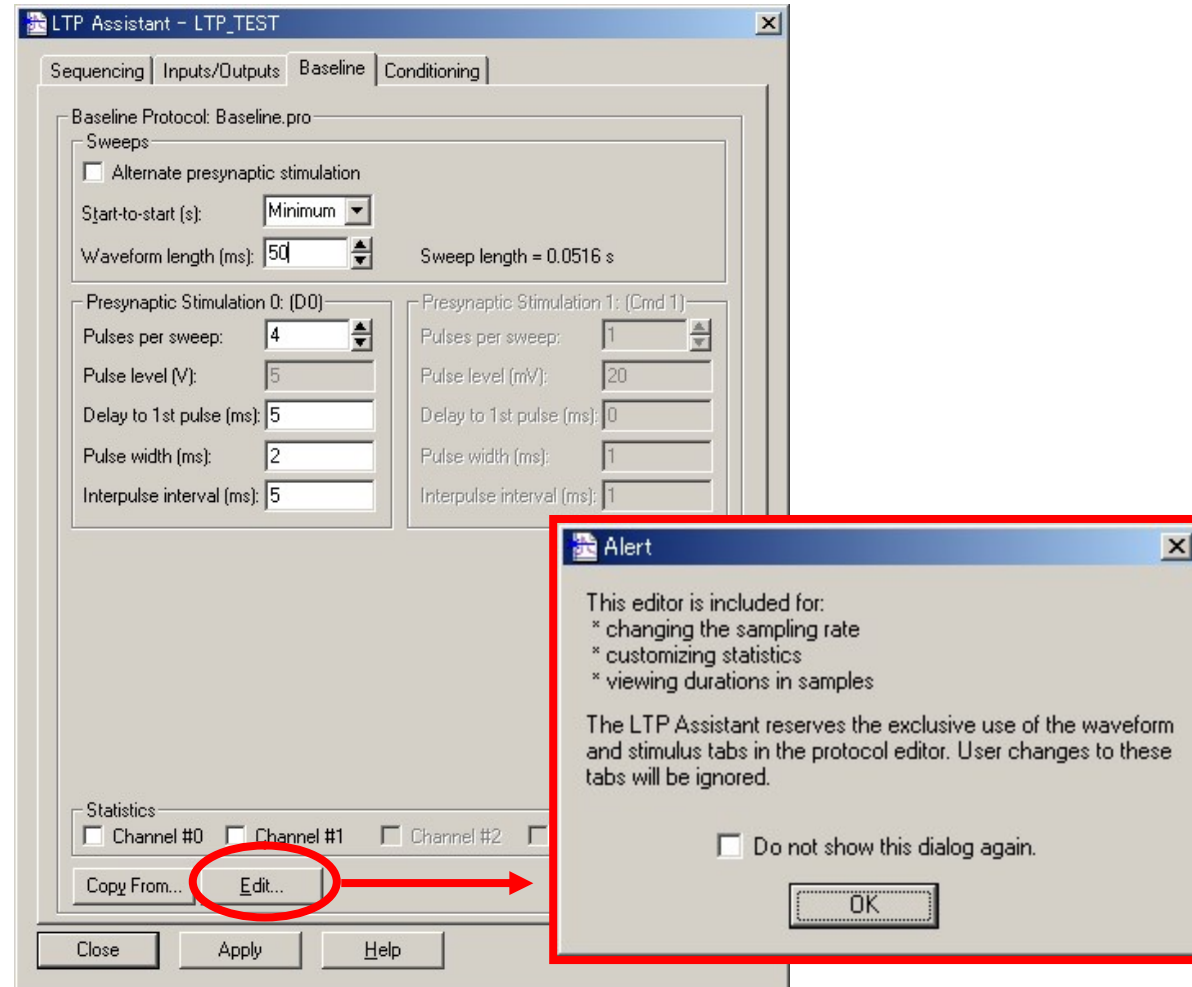 LTP Assistant - LTP_TEST
Sequencing Inputs/Outputs Baseline Conditioning
Baseline Protocol: Baseline.pro
Sweeps
Alternate presynaptic stimulation
Start-to-start (s): Minimum
Waveform length (ms): 50 Sweep length = 0.0516 s
Presynaptic Stimulation 0: (D0)
Pulses per sweep: 4
Pulse level (V): 5
Delay to 1st pulse (ms): 5
Pulse width (ms): 2
Interpulse interval (ms): 5
Presynaptic Stimulation 1: (Cmd 1)
Pulses per sweep: 1
Pulse level (mV): 20
Delay to 1st pulse (ms): 0
Pulse width (ms): 1
Interpulse interval (ms): 1
Statistics
Channel #0 Channel #1 Channel #2
Copy From... Edit...
Close Apply Help
Alert
This editor is included for:
* changing the sampling rate
* customizing statistics
* viewing durations in samples
The LTP Assistant reserves the exclusive use of the waveform
and stimulus tabs in the protocol editor. User changes to these
tabs will be ignored.
Do not show this dialog again.
OK